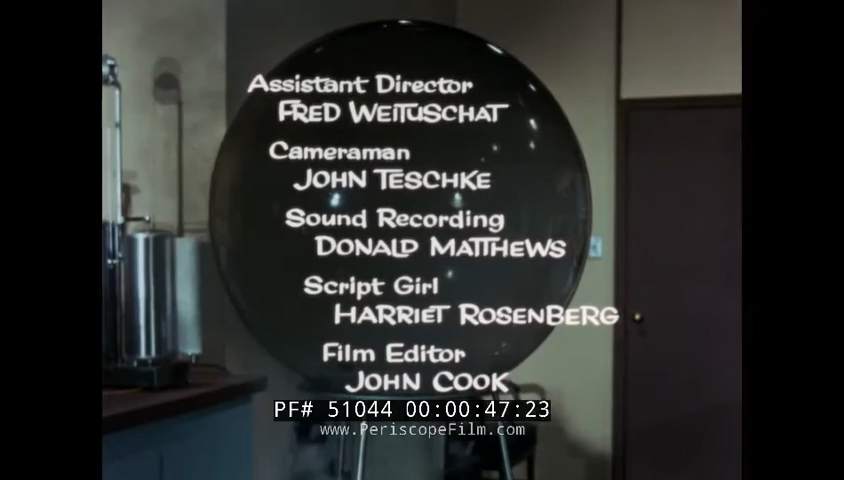 Assistant Director
FRED WEITUSCHAT
Cameraman
JOHN TESCHKE
Sound Recording
DONALD MATTHEWS
Script Girl
HARRIET ROSENBERG
Film Editor
JOHN COOK
PF# 51044 00:00:47:23
www.PeriscopeFilm.com